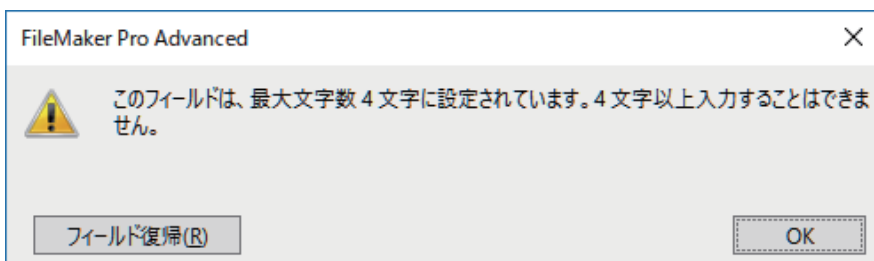 FileMaker Pro Advanced
このフィールドは、最大文字数 4 文字に設定されています。4 文字以上入力することはできま
せん。
フィールド復帰(R)
OK